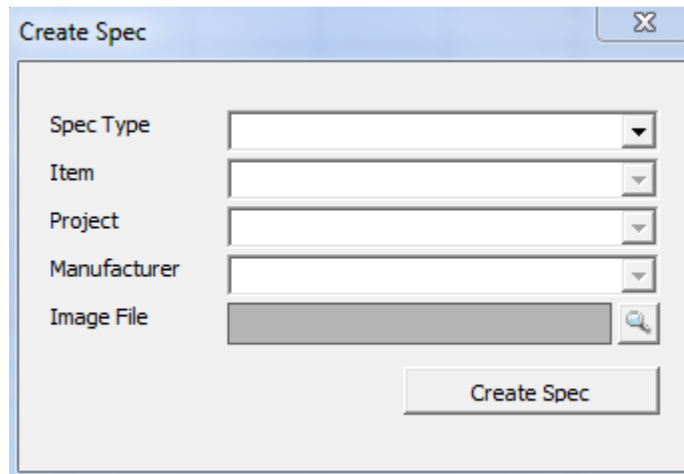 Create Spec
Spec Type
Item
Project
Manufacturer
Image File
Create Spec